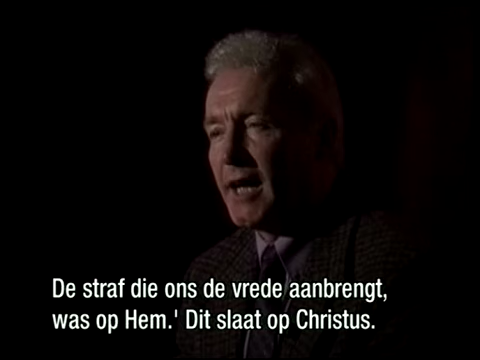 De straf die ons de vrede aanbrengt,
was op Hem.' Dit slaat op Christus.